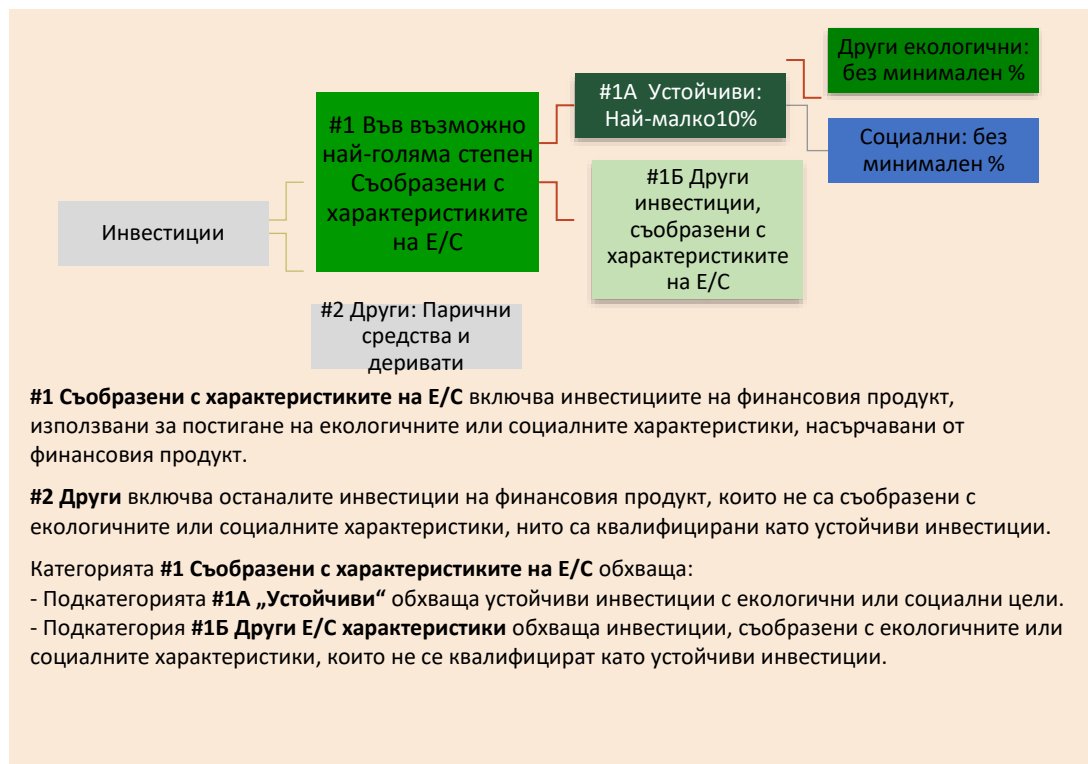 Инвестиции
#1 Във възможно
най-голяма степен
Съобразени с
характеристиките
на Е/С
#2 Други: Парични
средства и
деривати
#1А Устойчиви:
Най-малко10%
#1Б Други
инвестиции,
съобразени с
характеристиките
на Е/С
Други екологични:
без минимален %
Социални: без
минимален %
#1 Съобразени с характеристиките на Е/С включва инвестициите на финансовия продукт,
използвани за постигане на екологичните или социалните характеристики, насърчавани от
финансовия продукт.
#2 Други включва останалите инвестиции на финансовия продукт, които не са съобразени с
екологичните или социалните характеристики, нито са квалифицирани като устойчиви инвестиции.
Категорията #1 Съобразени с характеристиките на Е/С обхваща:
- Подкатегорията #1А „Устойчиви“ обхваща устойчиви инвестиции с екологични или социални цели.
- Подкатегория #1Б Други Е/С характеристики обхваща инвестиции, съобразени с екологичните или
социалните характеристики, които не се квалифицират като устойчиви инвестиции.